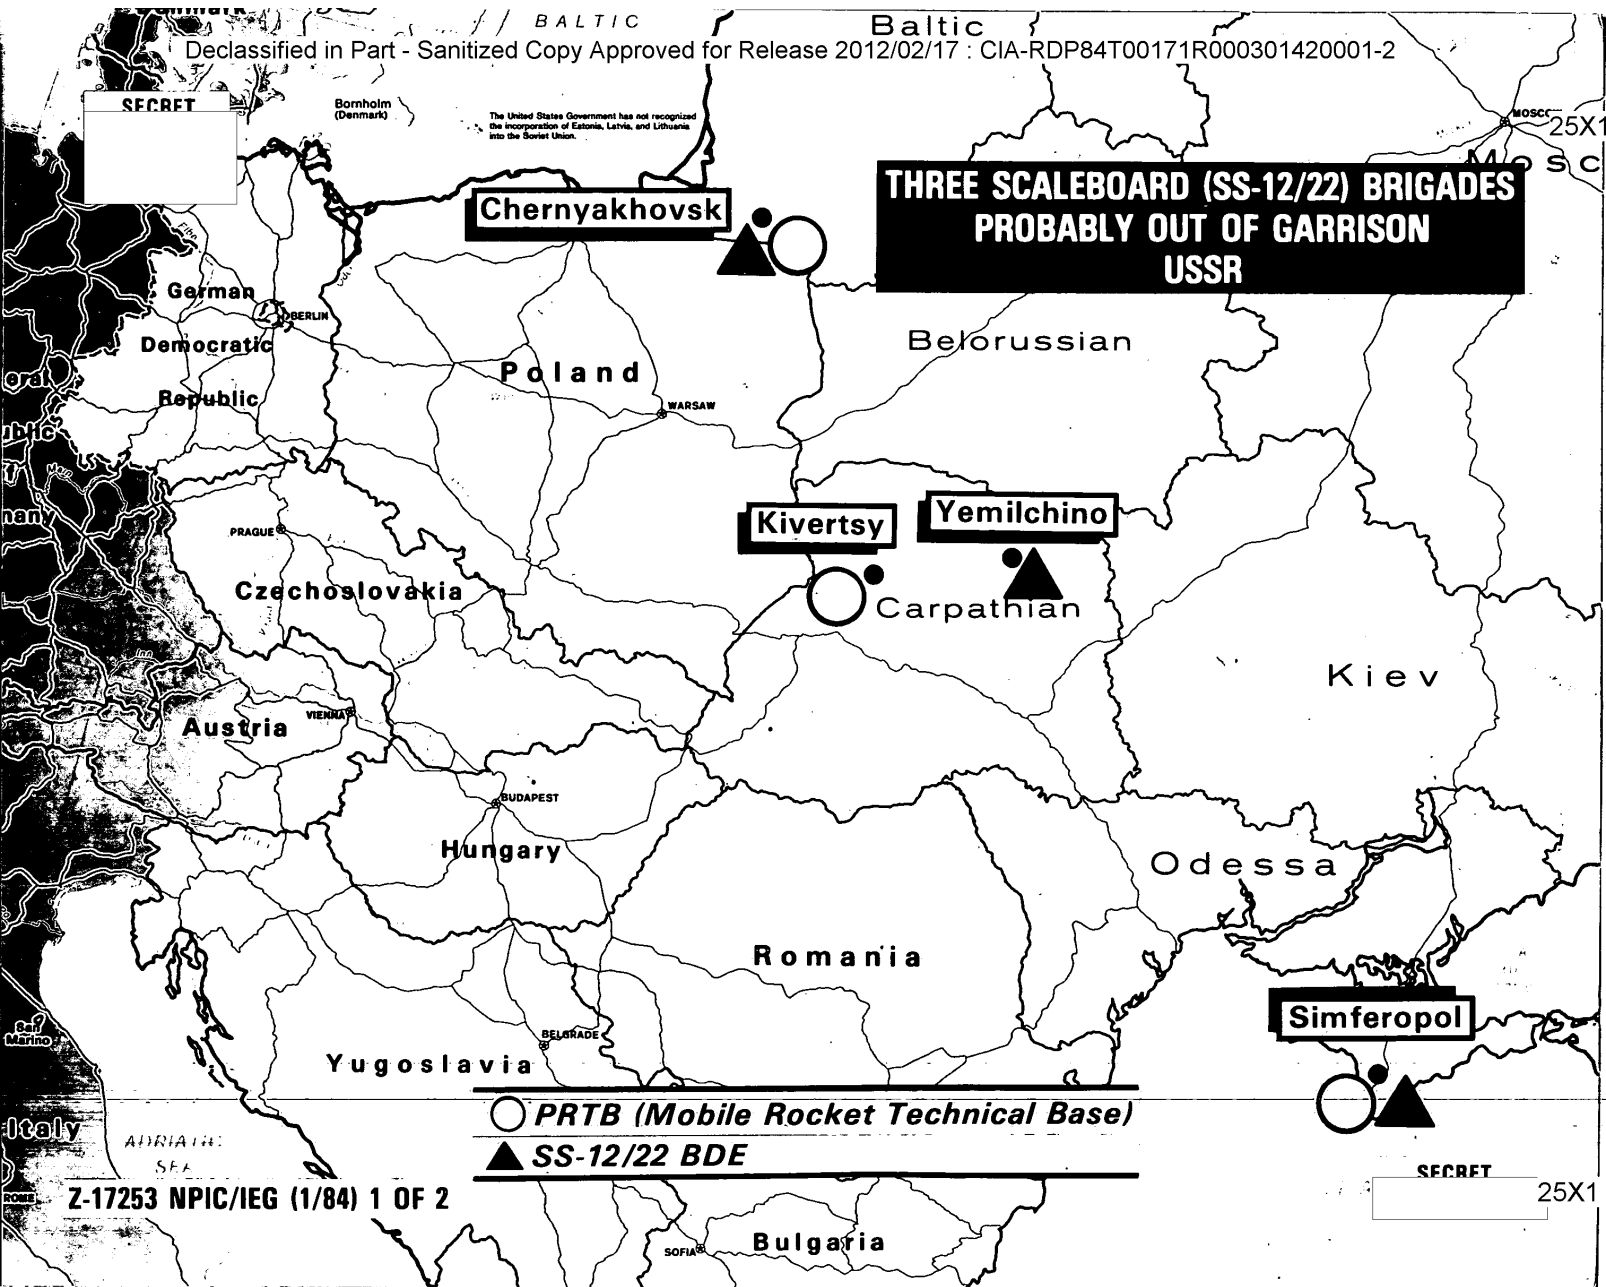 BALTIC
Baltic
Declassified in Part - Sanitized Copy Approved for Release 2012/02/17 : CIA-RDP84T00171R000301420001-2
SECRET
Bornholm
(Denmark)
The United States Government has not recognized
the incorporation of Estonia, Latvia, and Lithuania
into the Soviet Union.
25X1
THREE SCALEBOARD (SS-12/22) BRIGADES
PROBABLY OUT OF GARRISON
USSR
Chernyakhovsk
German
BERLIN
Democratic
Republic
Poland
WARSAW
Belorussian
Kivertsy
Yemilchino
PRAGUE
Czechoslovakia
Carpathian
Kiev
Austria
VIENNA
BUDAPEST
Hungary
Odessa
Romania
Simferopol
San
Marino
BELGRADE
Yugoslavia
PRTB (Mobile Rocket Technical Base)
SS-12/22 BDE
Italy
ADRIATIC
SEA
ROME
Z-17253 NPIC/IEG (1/84) 1 OF 2
SECRET
25X1
SOFIA
Bulgaria